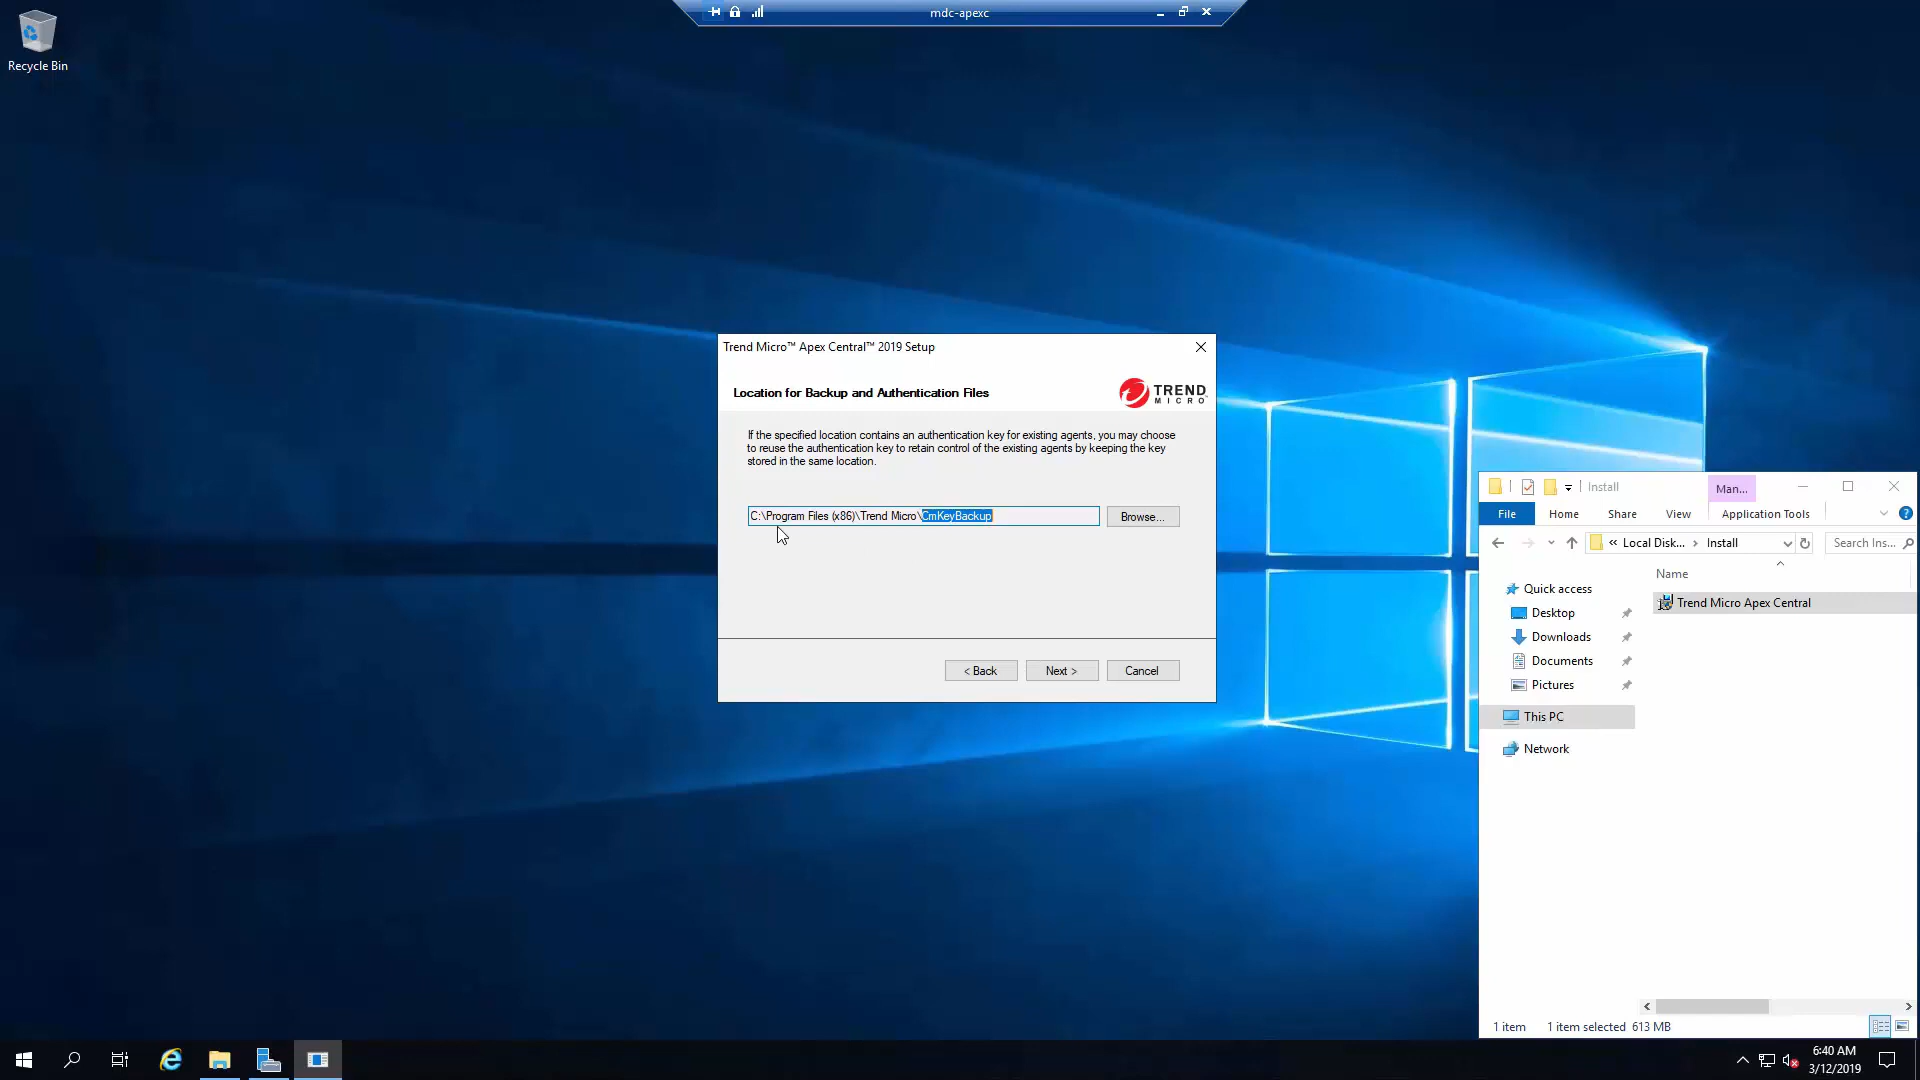 mdc-apexc
Recycle Bin
Trend Micro™ Apex Central™ 2019 Setup
Location for Backup and Authentication Files
TREND
MICRO
If the specified location contains an authentication key for existing agents, you may choose
to reuse the authentication key to retain control of the existing agents by keeping the key
stored in the same location.
C:\Program Files (x86)\Trend Micro\CmKeyBackup
Browse...
< Back
Next >
Cancel
Install
Man...
File
Home
Share
View
Application Tools
« Local Disk... › Install
Search Ins...
Name
Quick access
Desktop
Downloads
Documents
Pictures
This PC
Network
Trend Micro Apex Central
1 item
1 item selected 613 MB
6:40 AM
3/12/2019